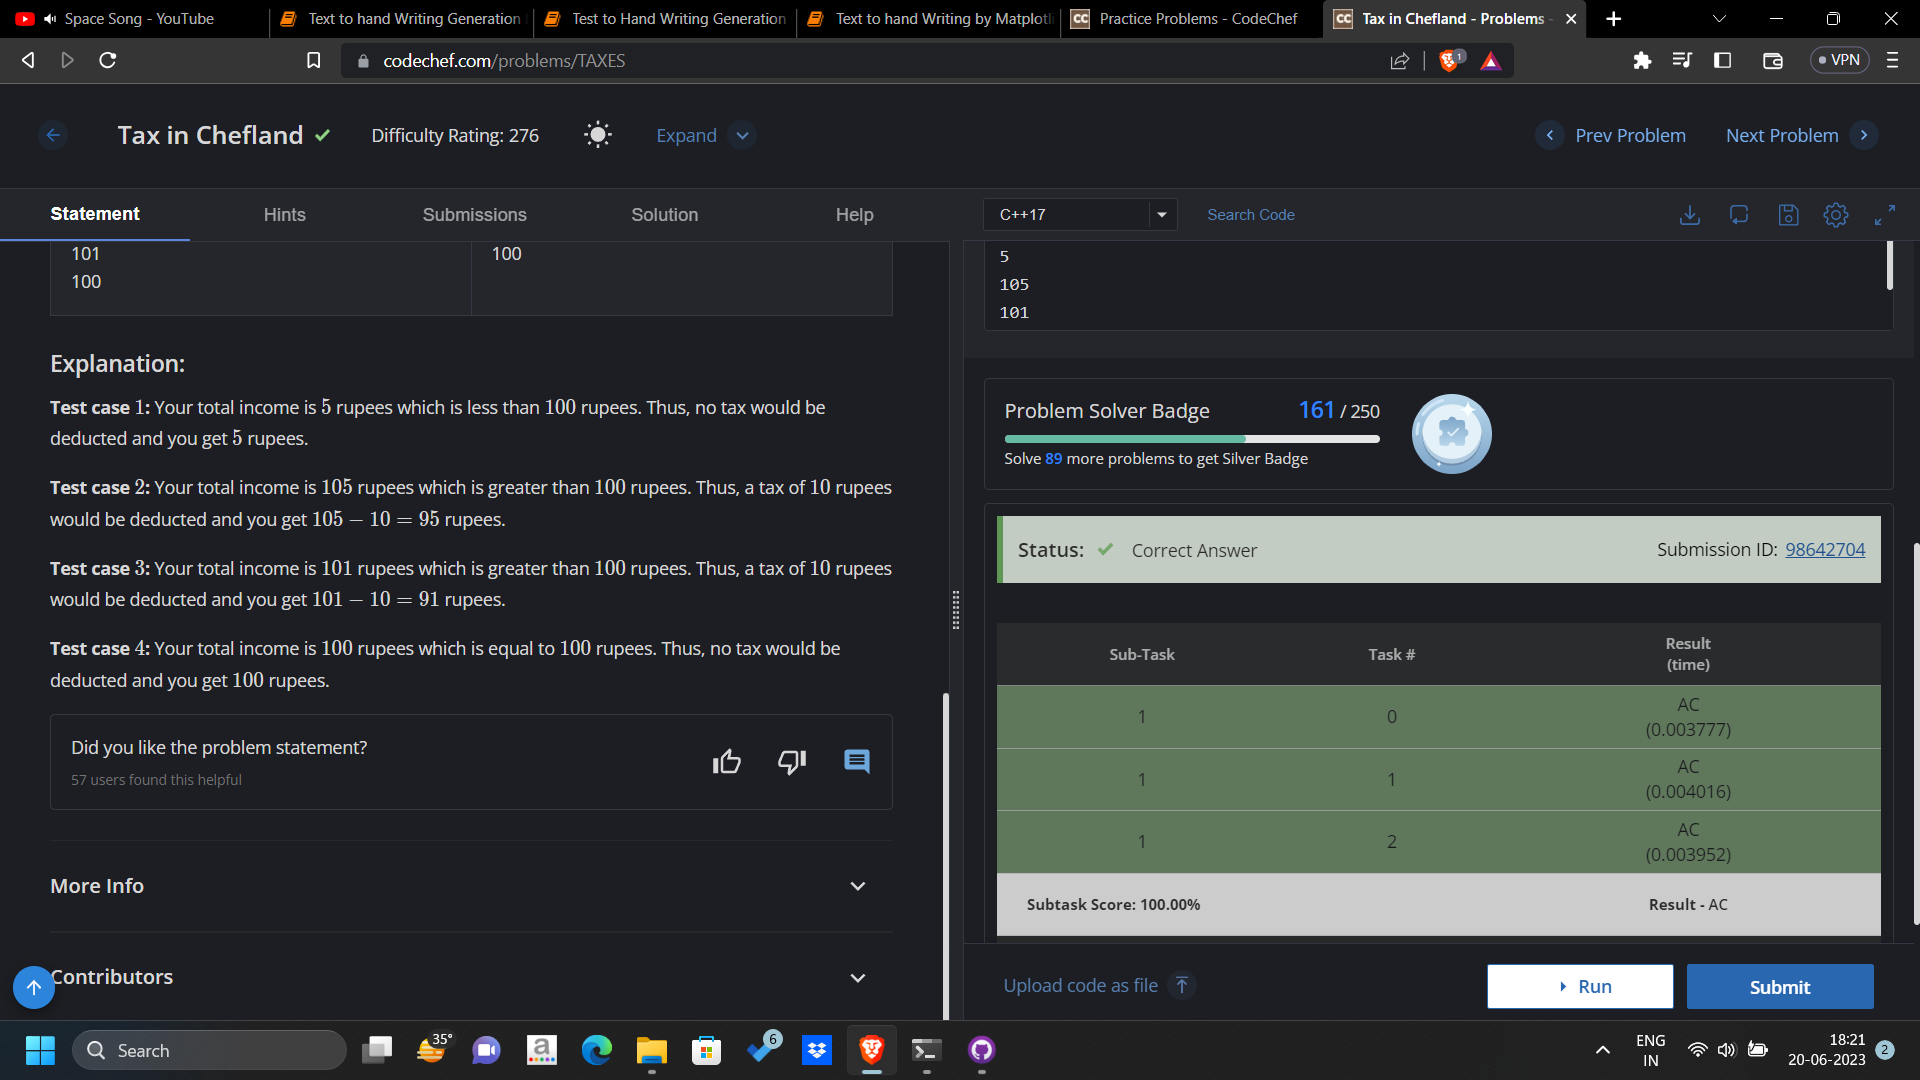 Space Song - YouTube
Text to hand Writing Generation
Test to Hand Writing Generation
Text to hand Writing by Matplotl
CC Practice Problems - CodeChef
CC Tax in Chefland - Problems -
codechef.com/problems/TAXES
1
VPN
Tax in Chefland
Difficulty Rating: 276
Expand
Prev Problem
Next Problem
Statement
Hints
Submissions
Solution
Help
101
100
100
Explanation:
Test case 1: Your total income is 5 rupees which is less than 100 rupees. Thus, no tax would be
deducted and you get 5 rupees.
Test case 2: Your total income is 105 rupees which is greater than 100 rupees. Thus, a tax of 10 rupees
would be deducted and you get 105 − 10 = 95 rupees.
Test case 3: Your total income is 101 rupees which is greater than 100 rupees. Thus, a tax of 10 rupees
would be deducted and you get 101 − 10 = 91 rupees.
Test case 4: Your total income is 100 rupees which is equal to 100 rupees. Thus, no tax would be
deducted and you get 100 rupees.
Did you like the problem statement?
57 users found this helpful
More Info
Contributors
C++17
Search Code
5
105
101
Problem Solver Badge
161 / 250
Solve 89 more problems to get Silver Badge
Status:
Correct Answer
Submission ID: 98642704
Sub-Task
Task #
Result
(time)
1
0
AC
(0.003777)
1
1
AC
(0.004016)
1
2
AC
(0.003952)
Subtask Score: 100.00%
Result - AC
Upload code as file
Run
Submit
Search
35°
a
6
ENG
IN
18:21
20-06-2023
2